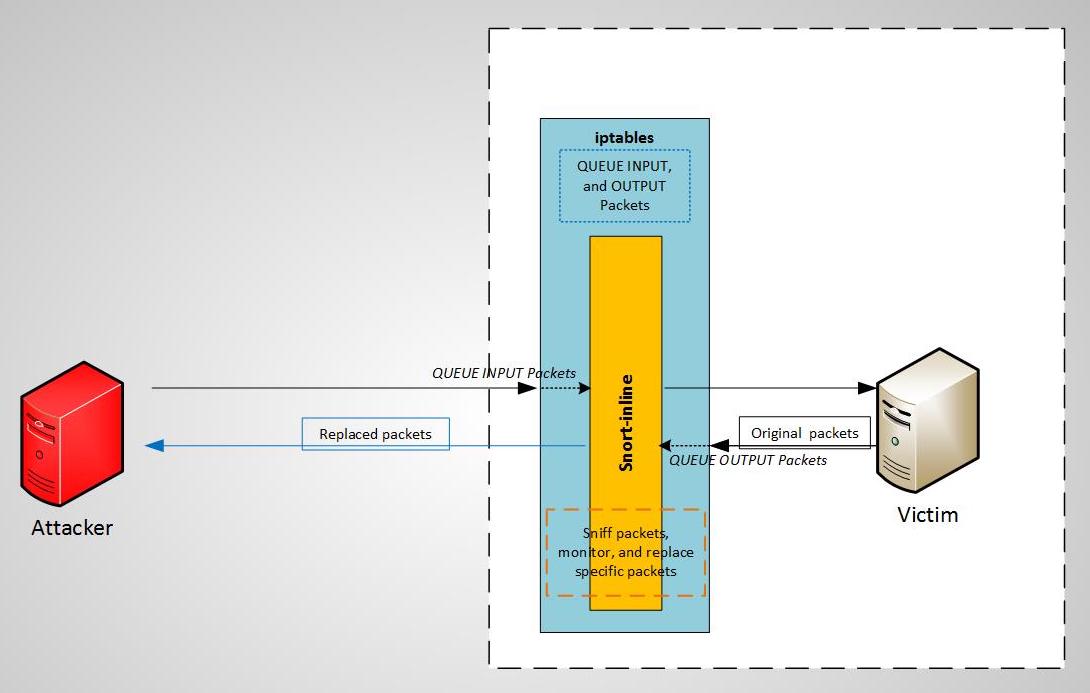 iptables
QUEUE INPUT,
and OUTPUT
Packets
QUEUE INPUT Packets
Snort-inline
Replaced packets
Original packets
QUEUE OUTPUT Packets
Attacker
Victim
Sniff packets,
monitor, and replace
specific packets